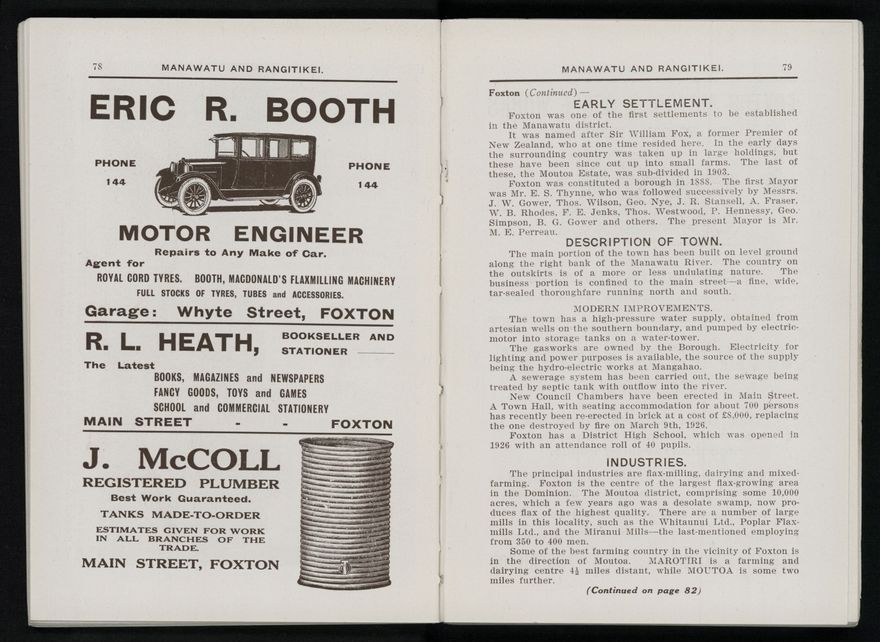 78
MANAWATU AND RANGITIKEI.
ERIC R. BOOTH
PHONE
144
PHONE
144
MOTOR ENGINEER
Repairs to Any Make of Car.
Agent for
ROYAL CORD TYRES. BOOTH, MACDONALD'S FLAXMILLING MACHINERY
FULL STOCKS OF TYRES, TUBES and ACCESSORIES.
Garage: Whyte Street, FOXTON
R. L. HEATH, BOOKSELLER AND
STATIONER
The Latest
BOOKS, MAGAZINES and NEWSPAPERS
FANCY GOODS, TOYS and GAMES
SCHOOL and COMMERCIAL STATIONERY
MAIN STREET - - FOXTON
J. McCOLL
REGISTERED PLUMBER
Best Work Guaranteed.
TANKS MADE-TO-ORDER
ESTIMATES GIVEN FOR WORK
IN ALL BRANCHES OF THE
TRADE.
MAIN STREET, FOXTON
MANAWATU AND RANGITIKEI.
79
Foxton (Continued) —
EARLY SETTLEMENT.
Foxton was one of the first settlements to be established
in the Manawatu district.
It was named after Sir William Fox, a former Premier of
New Zealand, who at one time resided here. In the early days
the surrounding country was taken up in large holdings, but
these have been since cut up into small farms. The last of
these, the Moutoa Estate, was sub-divided in 1903.
Foxton was constituted a borough in 1888. The first Mayor
was Mr. E. S. Thynne, who was followed successively by Messrs.
J. W. Gower, Thos. Wilson, Geo. Nye, J. R. Stansell, A. Fraser,
W. B. Rhodes, F. E. Jenks, Thos. Westwood, P. Hennessy, Geo.
Simpson, B. G. Gower and others. The present Mayor is Mr.
M. E. Perreau.
DESCRIPTION OF TOWN.
The main portion of the town has been built on level ground
along the right bank of the Manawatu River. The country on
the outskirts is of a more or less undulating nature. The
business portion is confined to the main street—a fine, wide,
tar-sealed thoroughfare running north and south.
MODERN IMPROVEMENTS.
The town has a high-pressure water supply, obtained from
artesian wells on the southern boundary, and pumped by electric-
motor into storage tanks on a water-tower.
The gasworks are owned by the Borough. Electricity for
lighting and power purposes is available, the source of the supply
being the hydro-electric works at Mangahao.
A sewerage system has been carried out, the sewage being
treated by septic tank with outflow into the river.
New Council Chambers have been erected in Main Street.
A Town Hall, with seating accommodation for about 700 persons
has recently been re-erected in brick at a cost of £8,000, replacing
the one destroyed by fire on March 9th, 1926.
Foxton has a District High School, which was opened in
1926 with an attendance roll of 40 pupils.
INDUSTRIES.
The principal industries are flax-milling, dairying and mixed-
farming. Foxton is the centre of the largest flax-growing area
in the Dominion. The Moutoa district, comprising some 10,000
acres, which a few years ago was a desolate swamp, now pro-
duces flax of the highest quality. There are a number of large
mills in this locality, such as the Whitaunui Ltd., Poplar Flax-
mills Ltd., and the Miranui Mills—the last-mentioned employing
from 350 to 400 men.
Some of the best farming country in the vicinity of Foxton is
in the direction of Moutoa. MAROTIRI is a farming and
dairying centre 4½ miles distant, while MOUTOA is some two
miles further.
(Continued on page 82)